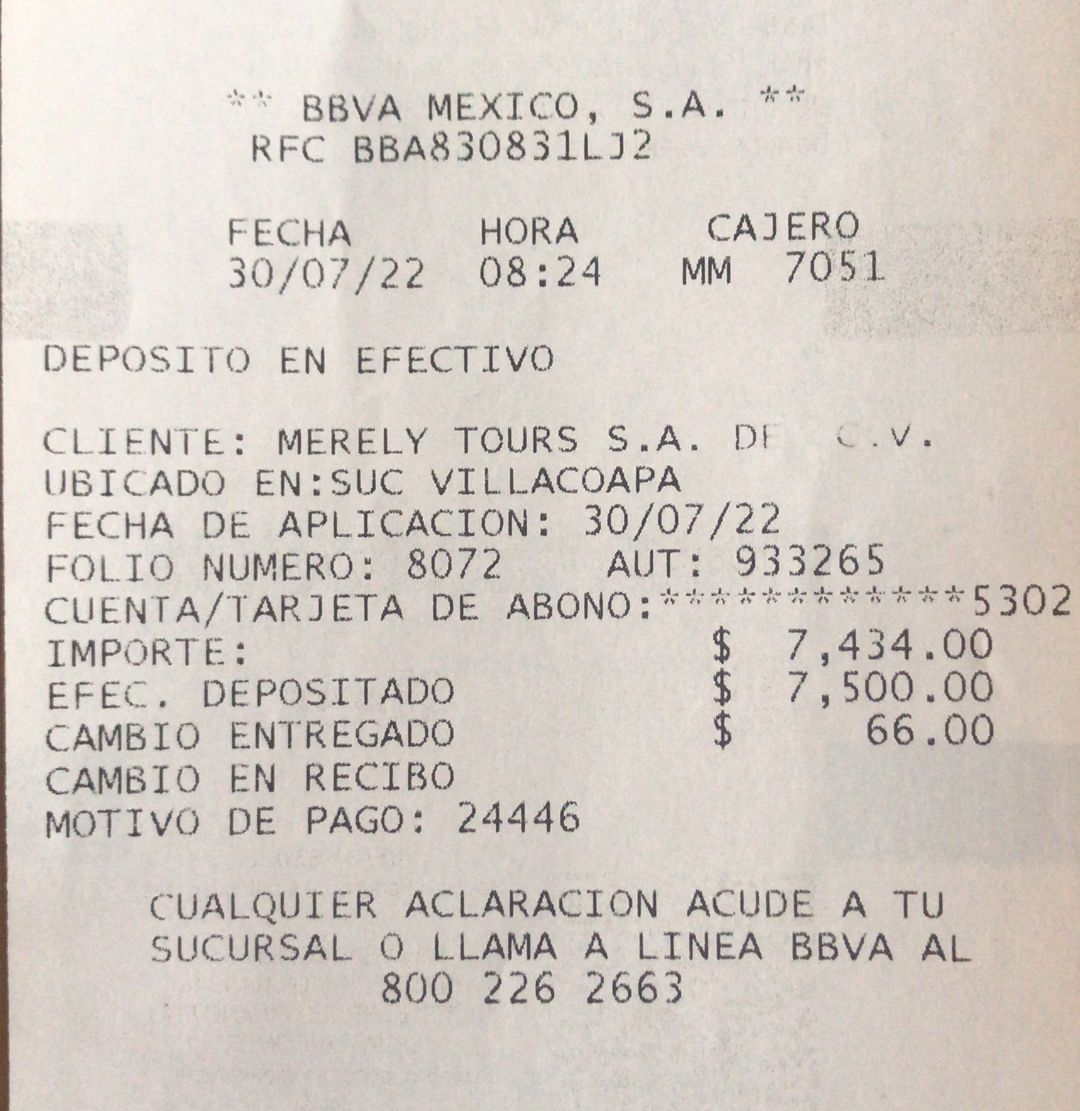 ** BBVA MEXICO, S.A. **
RFC BBA830831LJ2
FECHA HORA CAJERO
30/07/22 08:24 MM 7051
DEPOSITO EN EFECTIVO
CLIENTE: MERELY TOURS S.A. DE C.V.
UBICADO EN:SUC VILLACOAPA
FECHA DE APLICACION: 30/07/22
FOLIO NUMERO: 8072 AUT: 933265
CUENTA/TARJETA DE ABONO:************5302
IMPORTE: $ 7,434.00
EFEC. DEPOSITADO $ 7,500.00
CAMBIO ENTREGADO $ 66.00
CAMBIO EN RECIBO
MOTIVO DE PAGO: 24446
CUALQUIER ACLARACION ACUDE A TU
SUCURSAL O LLAMA A LINEA BBVA AL
800 226 2663